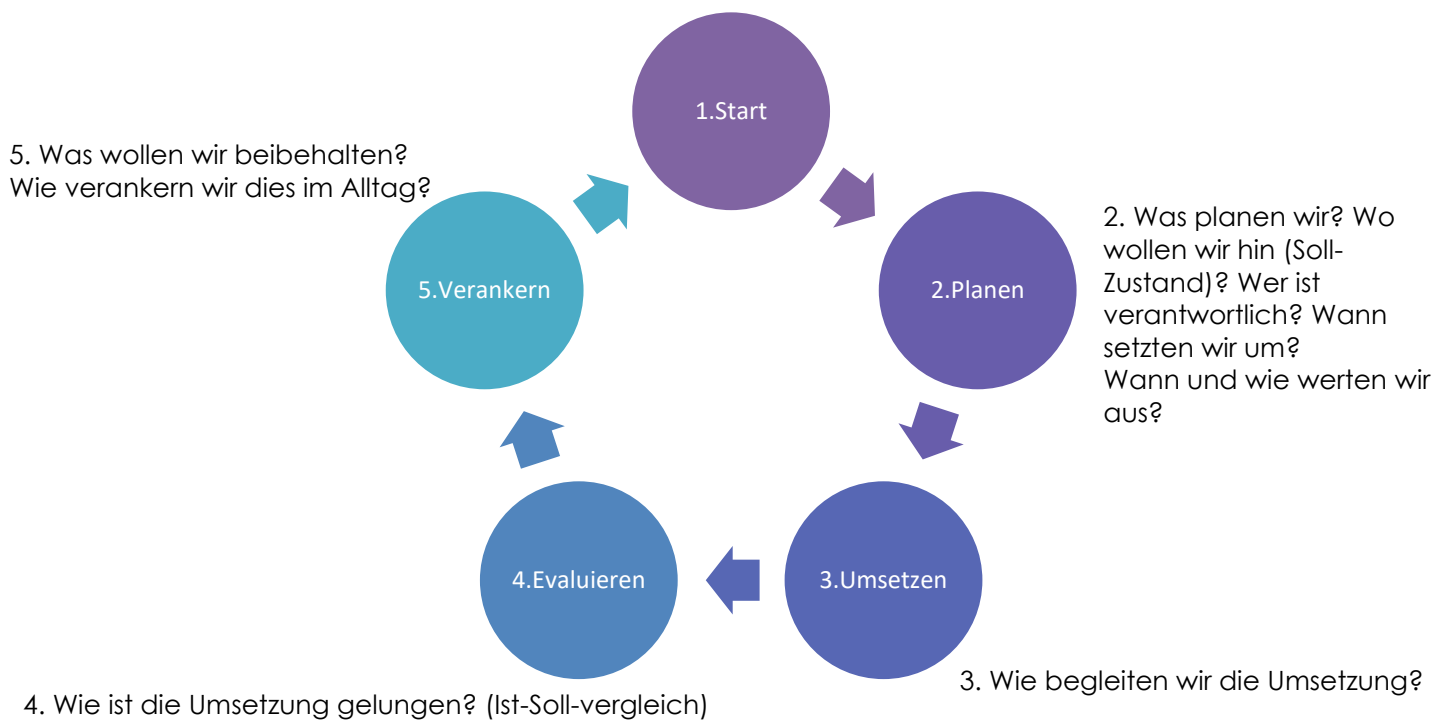 1.Start
5. Was wollen wir beibehalten?
Wie verankern wir dies im Alltag?
2. Was planen wir? Wo
wollen wir hin (Soll-
Zustand)? Wer ist
verantwortlich? Wann
setzten wir um?
Wann und wie werten wir
aus?
5.Verankern
2.Planen
4.Evaluieren
3.Umsetzen
3. Wie begleiten wir die Umsetzung?
4. Wie ist die Umsetzung gelungen? (Ist-Soll-vergleich)